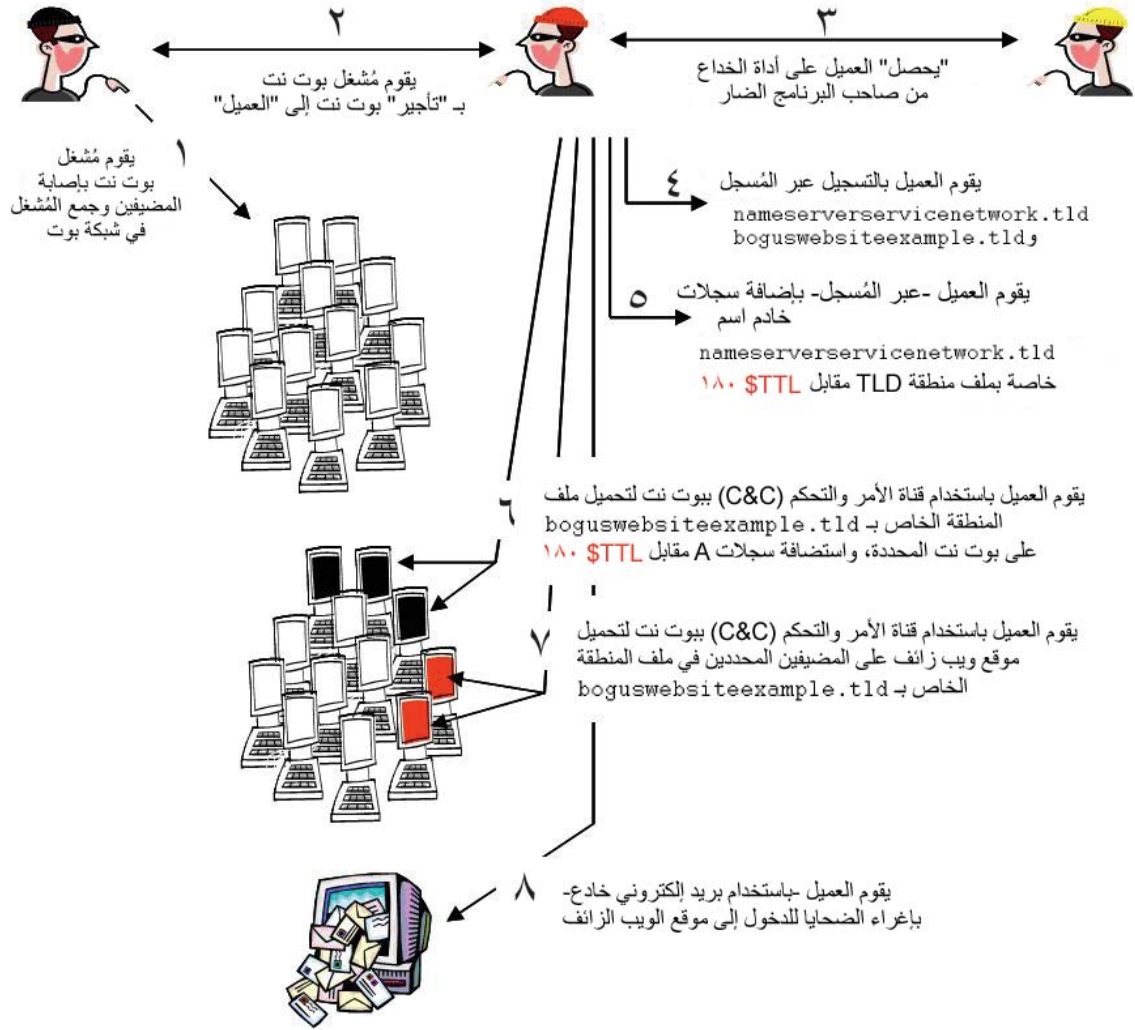 ١
يقوم مُشغل
بوت نت بإصابة
المضيفين وجمع المُشغل
في شبكة بوت
٢
يقوم مُشغل بوت نت
بـ "تأجير" بوت نت إلى "العميل"
٣
"يحصل" العميل على أداة الخداع
من صاحب البرنامج الضار
٤
يقوم العميل بالتسجيل عبر المُسجل
nameserverservicenetwork.tld
وboguswebsiteexample.tld
٥
يقوم العميل -عبر المُسجل- بإضافة سجلات
خادم اسم
nameserverservicenetwork.tld
خاصة بملف منطقة TLD مقابل TTL$ ١٨٠
٦
يقوم العميل باستخدام قناة الأمر والتحكم (C&C) ببوت نت لتحميل ملف
المنطقة الخاص بـ boguswebsiteexample.tld
على بوت نت المحددة، واستضافة سجلات A مقابل TTL$ ١٨٠
٧
يقوم العميل باستخدام قناة الأمر والتحكم (C&C) ببوت نت لتحميل
موقع ويب زائف على المضيفين المحددين في ملف المنطقة
الخاص بـ boguswebsiteexample.tld
٨
يقوم العميل -باستخدام بريد إلكتروني خادع-
بإغراء الضحايا للدخول إلى موقع الويب الزائف